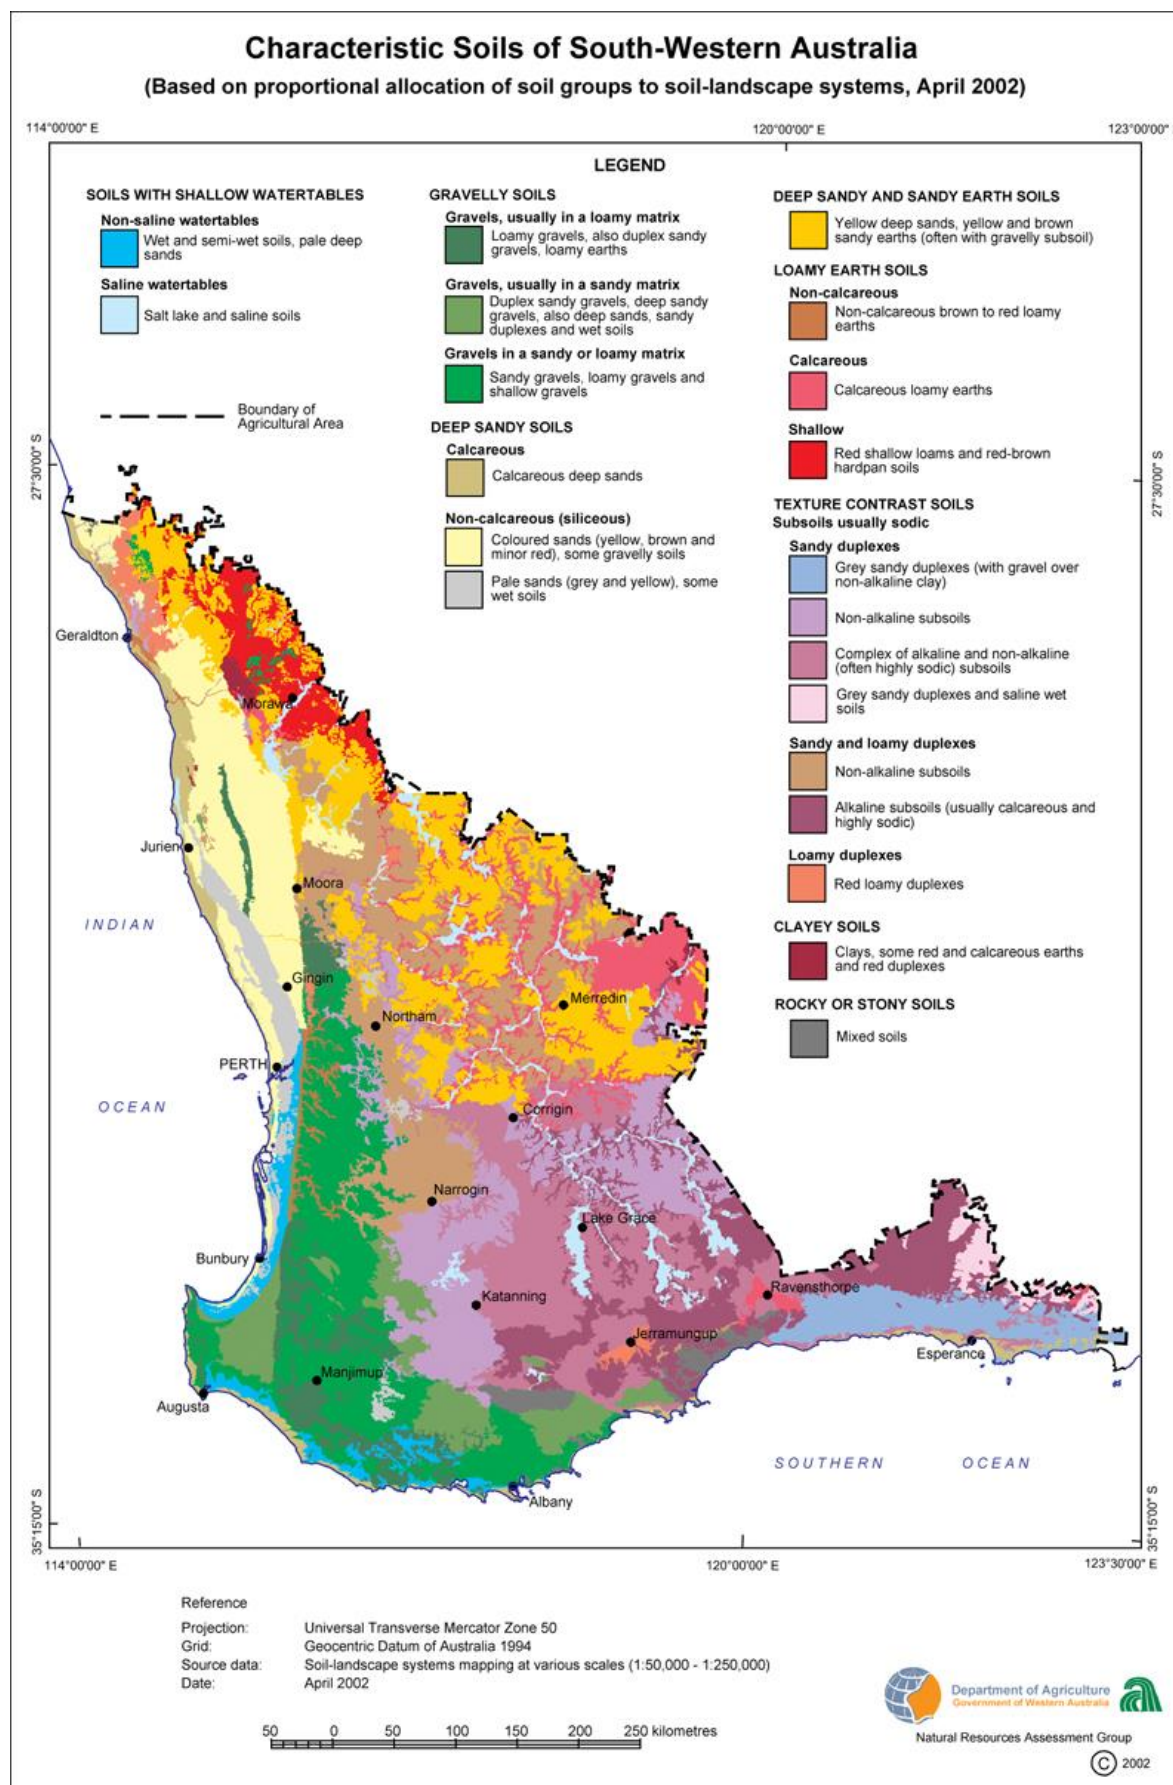 Characteristic Soils of South-Western Australia
(Based on proportional allocation of soil groups to soil-landscape systems, April 2002)
114°00'00" E
120°00'00" E
123°00'00" E
LEGEND
SOILS WITH SHALLOW WATERTABLES
Non-saline watertables
Wet and semi-wet soils, pale deep
sands
Saline watertables
Salt lake and saline soils
Boundary of
Agricultural Area
GRAVELLY SOILS
Gravels, usually in a loamy matrix
Loamy gravels, also duplex sandy
gravels, loamy earths
Gravels, usually in a sandy matrix
Duplex sandy gravels, deep sandy
gravels, also deep sands, sandy
duplexes and wet soils
Gravels in a sandy or loamy matrix
Sandy gravels, loamy gravels and
shallow gravels
DEEP SANDY SOILS
Calcareous
Calcareous deep sands
Non-calcareous (siliceous)
Coloured sands (yellow, brown and
minor red), some gravelly soils
Pale sands (grey and yellow), some
wet soils
DEEP SANDY AND SANDY EARTH SOILS
Yellow deep sands, yellow and brown
sandy earths (often with gravelly subsoil)
LOAMY EARTH SOILS
Non-calcareous
Non-calcareous brown to red loamy
earths
Calcareous
Calcareous loamy earths
Shallow
Red shallow loams and red-brown
hardpan soils
TEXTURE CONTRAST SOILS
Subsoils usually sodic
Sandy duplexes
Grey sandy duplexes (with gravel over
non-alkaline clay)
Non-alkaline subsoils
Complex of alkaline and non-alkaline
(often highly sodic) subsoils
Grey sandy duplexes and saline wet
soils
Sandy and loamy duplexes
Non-alkaline subsoils
Alkaline subsoils (usually calcareous and
highly sodic)
Loamy duplexes
Red loamy duplexes
CLAYEY SOILS
Clays, some red and calcareous earths
and red duplexes
ROCKY OR STONY SOILS
Mixed soils
27°30'00" S
27°30'00" S
Geraldton
Morawa
Jurien
Moora
INDIAN
Gingin
Merredin
Northam
PERTH
OCEAN
Corrigin
Narrogin
Lake Grace
Bunbury
Ravensthorpe
Katanning
Jerramungup
Esperance
Manjimup
Augusta
SOUTHERN OCEAN
Albany
35°15'00" S
35°15'00" S
114°00'00" E
120°00'00" E
123°30'00" E
Reference
Projection: Universal Transverse Mercator Zone 50
Grid: Geocentric Datum of Australia 1994
Source data: Soil-landscape systems mapping at various scales (1:50,000 - 1:250,000)
Date: April 2002
50 0 50 100 150 200 250 kilometres
Department of Agriculture
Government of Western Australia
Natural Resources Assessment Group
© 2002